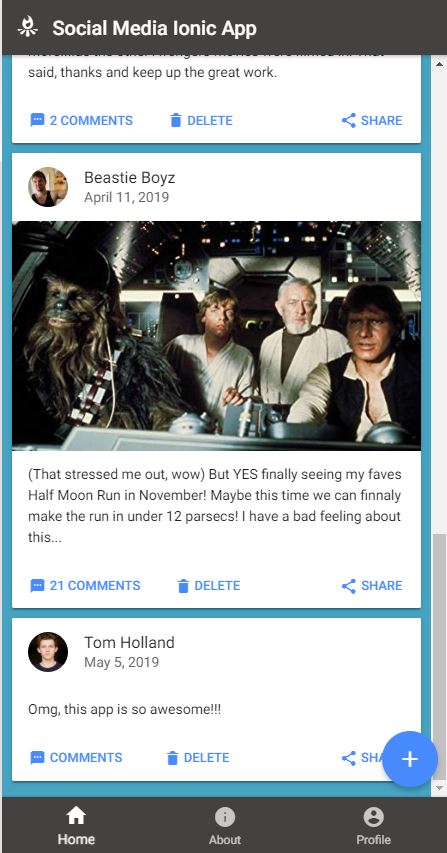 Social Media Ionic App
said, thanks and keep up the great work.
2 COMMENTS DELETE SHARE
Beastie Boyz
April 11, 2019
(That stressed me out, wow) But YES finally seeing my faves
Half Moon Run in November! Maybe this time we can finnaly
make the run in under 12 parsecs! I have a bad feeling about
this...
21 COMMENTS DELETE SHARE
Tom Holland
May 5, 2019
Omg, this app is so awesome!!!
COMMENTS DELETE SHA
+
Home About Profile